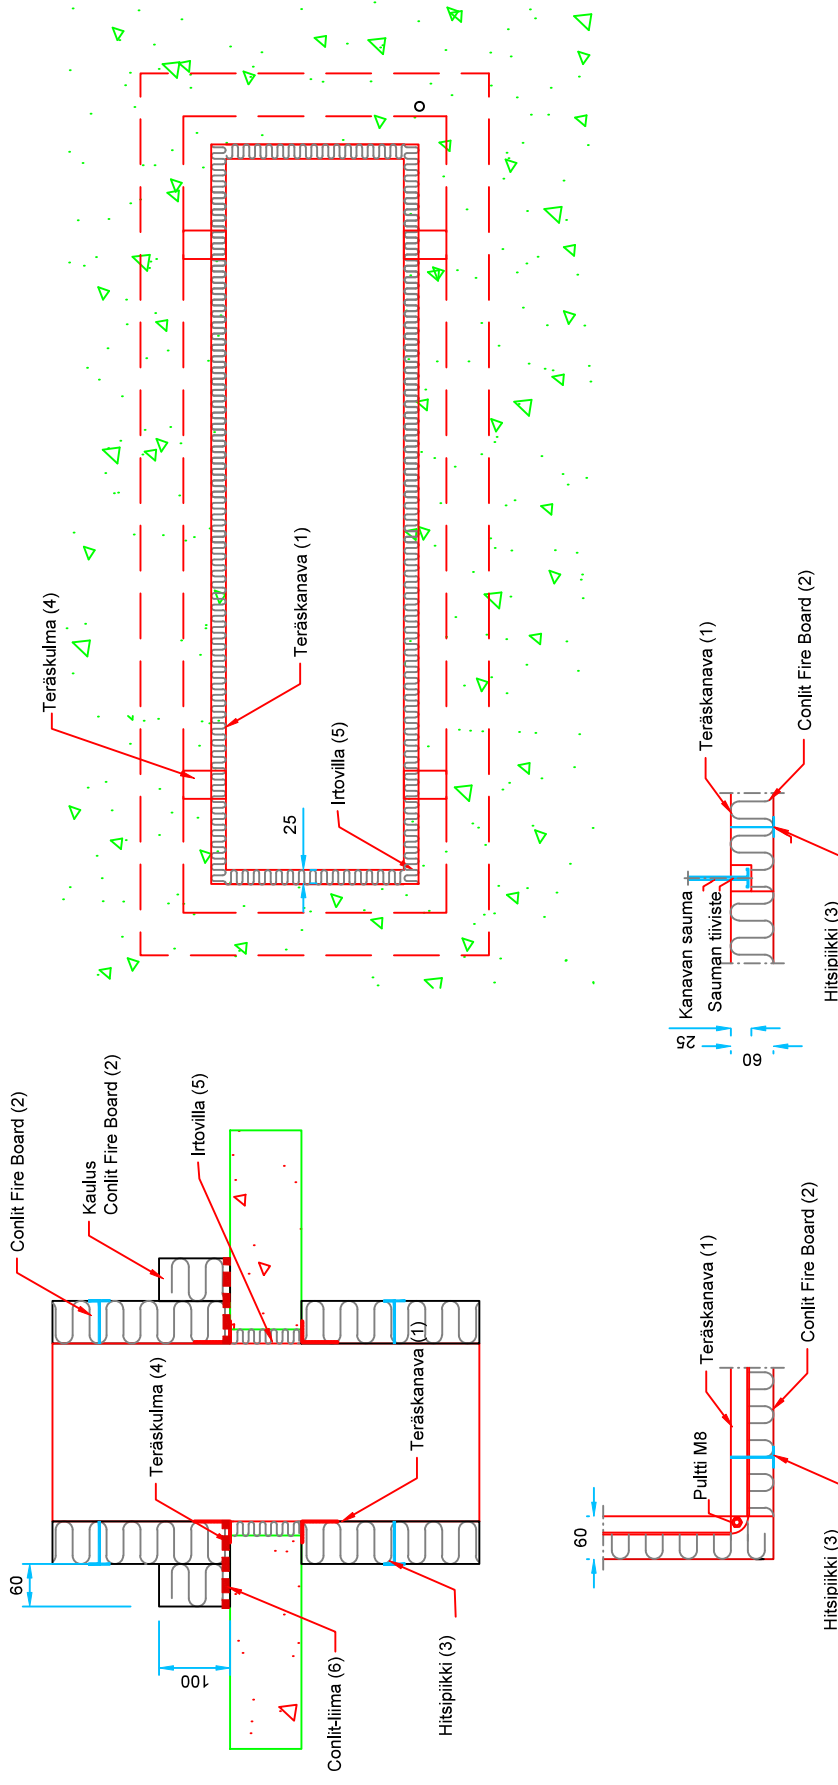 Conlit Fire Board (2)
Kaulus
Conlit Fire Board (2)
Irtovilla (5)
60
100
Teräskulma (4)
Teräskanava (1)
Conlit-liima (6)
Hitsipiikki (3)
Teräskulma (4)
Teräskanava (1)
Irtovilla (5)
25
60
Pultti M8
Teräskanava (1)
Conlit Fire Board (2)
Hitsipiikki (3)
25
60
Kanavan sauma
Sauman tiiviste
Teräskanava (1)
Conlit Fire Board (2)
Hitsipiikki (3)